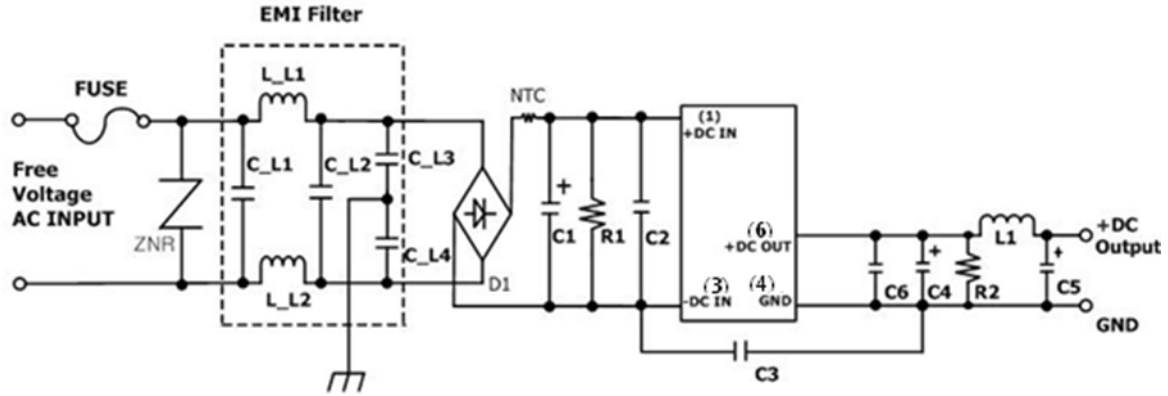 EMI Filter
FUSE
L_L1
NTC
(1)
+DC IN
C_L1
C_L2
C_L3
Free
Voltage
AC INPUT
ZNR
+
C1
R1
C2
(6)
+DC OUT
L1
+DC
Output
C_L4
D1
L_L2
(3)
(4)
-DC IN
GND
C6
+
C4
R2
+
C5
GND
C3